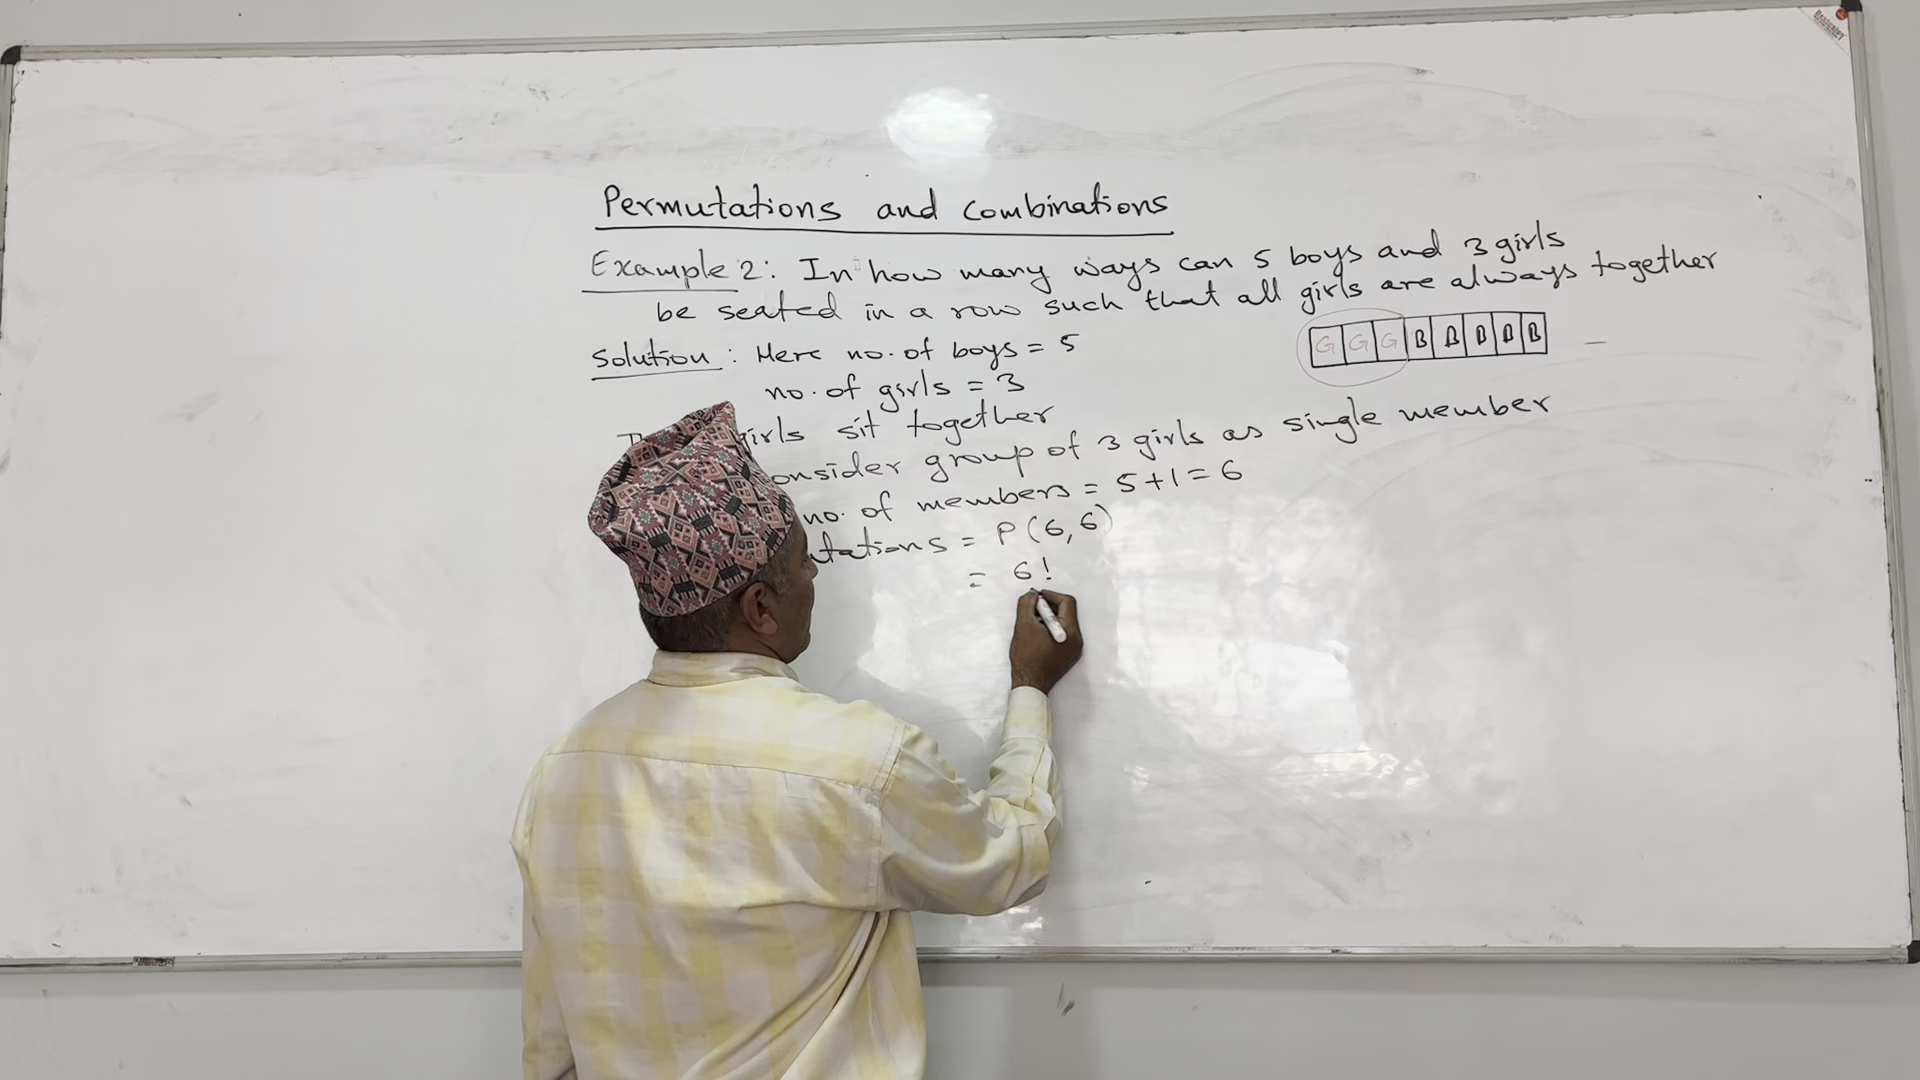 Permutations and combinations
Example 2: In how many ways can 5 boys and 3 girls
be seated in a row such that all girls are always together
Solution: Here no. of boys = 5
G G G B B B B B
no. of girls = 3
girls sit together
consider group of 3 girls as single member
no. of members = 5+1=6
= P(6,6)
= 6!